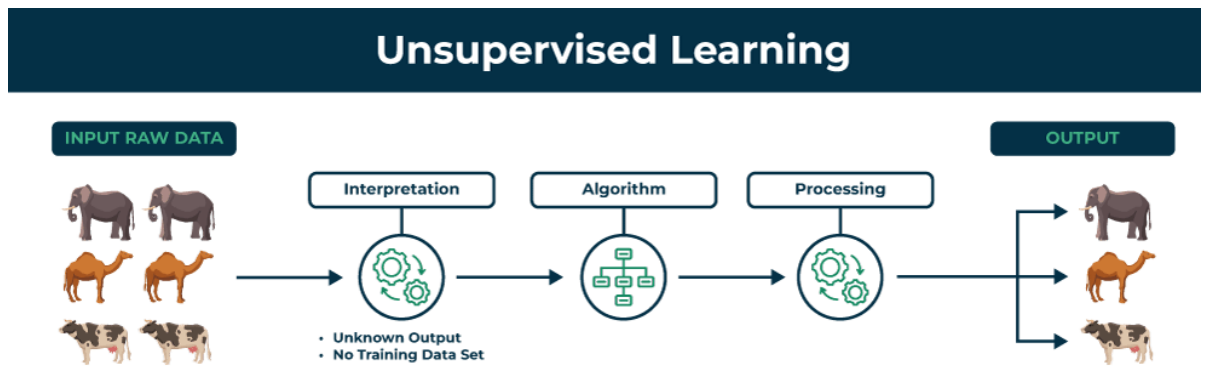 Unsupervised Learning
INPUT RAW DATA
OUTPUT
Interpretation
Algorithm
Processing
• Unknown Output
• No Training Data Set